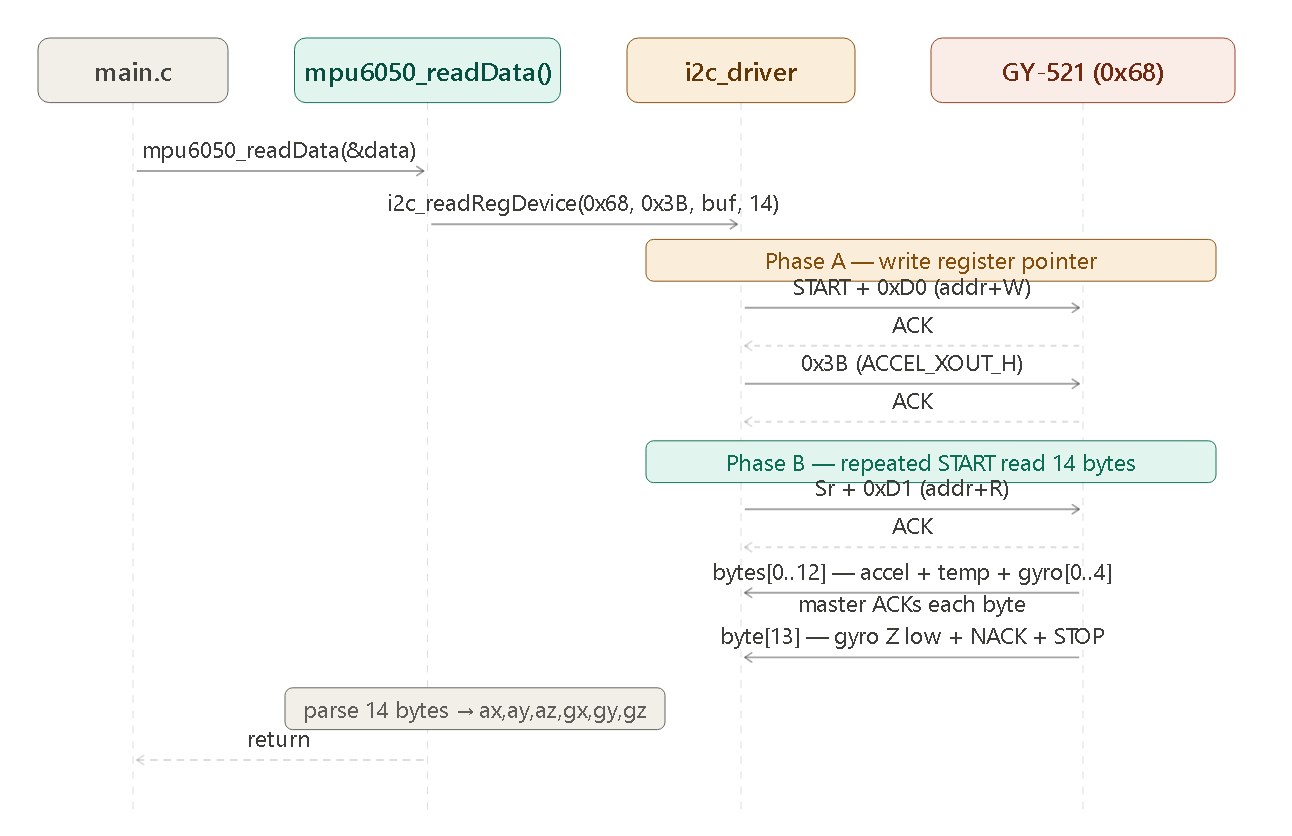 main.c
mpu6050_readData()
i2c_driver
GY-521 (0x68)
mpu6050_readData(&data)
i2c_readRegDevice(0x68, 0x3B, buf, 14)
Phase A — write register pointer
START + 0xD0 (addr+W)
ACK
0x3B (ACCEL_XOUT_H)
ACK
Phase B — repeated START read 14 bytes
Sr + 0xD1 (addr+R)
ACK
bytes[0..12] — accel + temp + gyro[0..4]
master ACKs each byte
byte[13] — gyro Z low + NACK + STOP
parse 14 bytes → ax,ay,az,gx,gy,gz
return